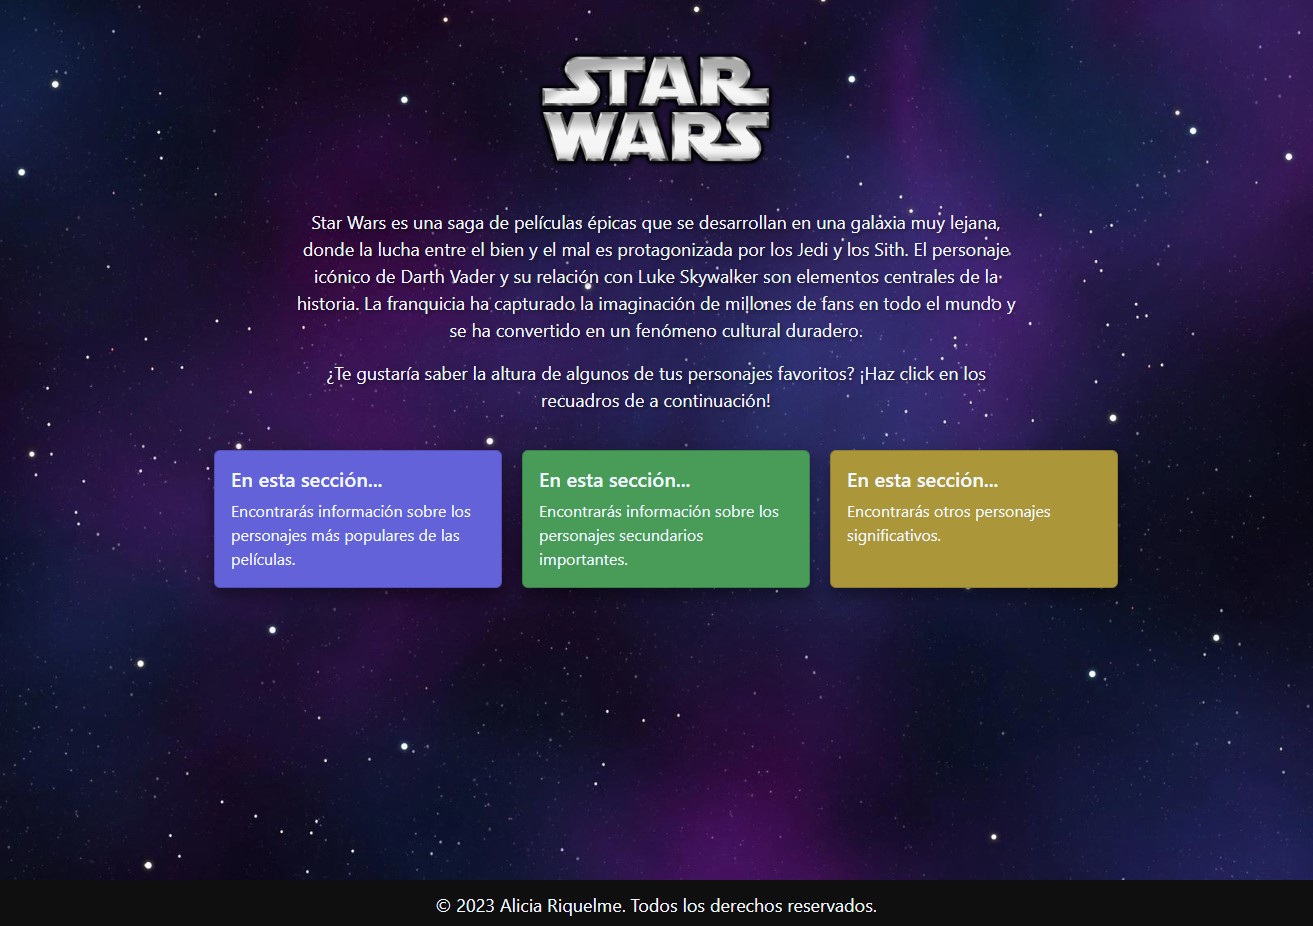 STAR
WARS
Star Wars es una saga de películas épicas que se desarrollan en una galaxia muy lejana,
donde la lucha entre el bien y el mal es protagonizada por los Jedi y los Sith. El personaje
icónico de Darth Vader y su relación con Luke Skywalker son elementos centrales de la
historia. La franquicia ha capturado la imaginación de millones de fans en todo el mundo y
se ha convertido en un fenómeno cultural duradero.
¿Te gustaría saber la altura de algunos de tus personajes favoritos? ¡Haz click en los
recuadros de a continuación!
En esta sección...
Encontrarás información sobre los
personajes más populares de las
películas.
En esta sección...
Encontrarás información sobre los
personajes secundarios
importantes.
En esta sección...
Encontrarás otros personajes
significativos.
© 2023 Alicia Riquelme. Todos los derechos reservados.